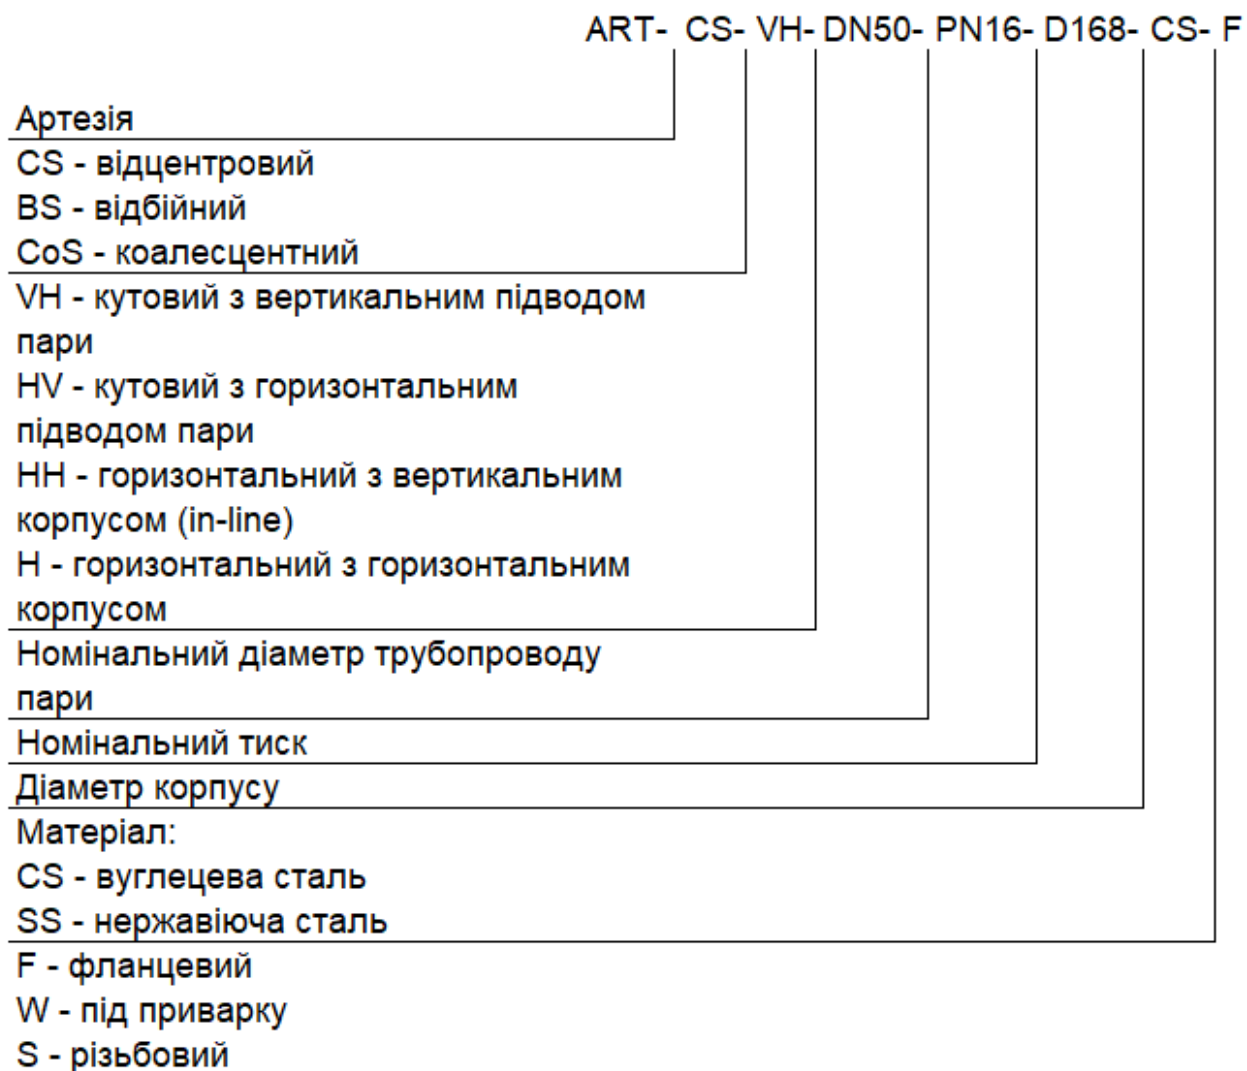 ART- CS- VH- DN50- PN16- D168- CS- F
Артезія
CS - відцентровий
BS - відбійний
CoS - коалесцентний
VH - кутовий з вертикальним підводом
пари
HV - кутовий з горизонтальним
підводом пари
HH - горизонтальний з вертикальним
корпусом (in-line)
H - горизонтальний з горизонтальним
корпусом
Номінальний діаметр трубопроводу
пари
Номінальний тиск
Діаметр корпусу
Матеріал:
CS - вуглецева сталь
SS - нержавіюча сталь
F - фланцевий
W - під приварку
S - різьбовий